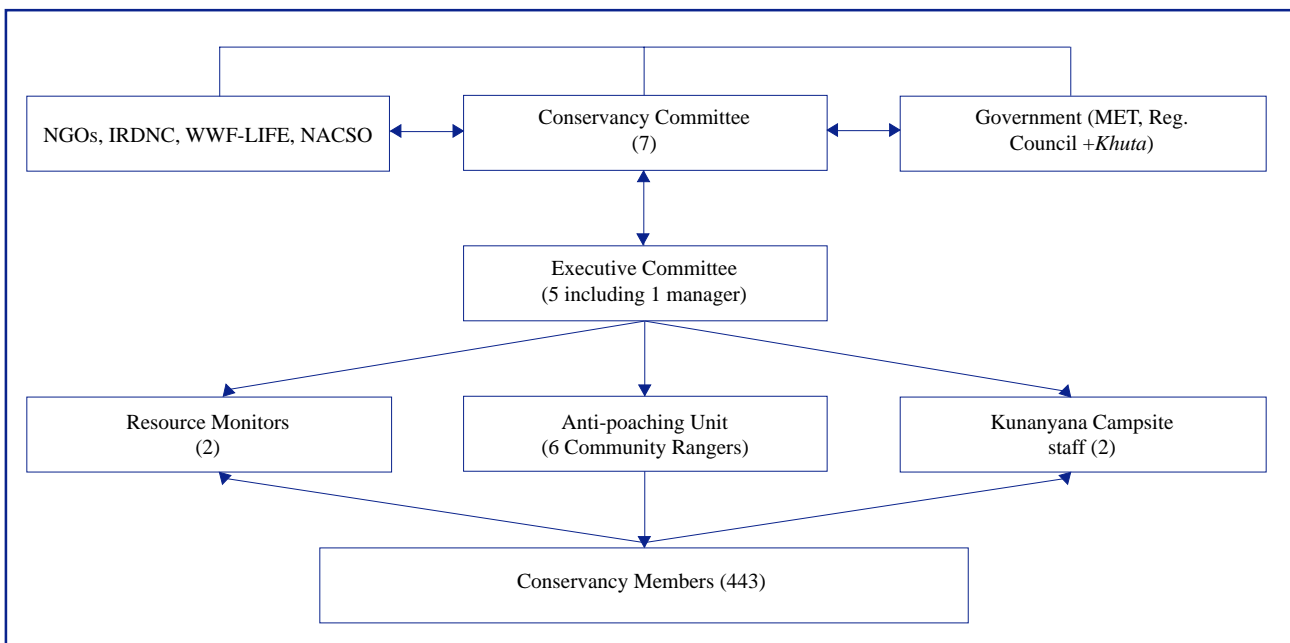 NGOs, IRDNC, WWF-LIFE, NACSO
Conservancy Committee
(7)
Government (MET, Reg.
Council +Khuta)
Executive Committee
(5 including 1 manager)
Resource Monitors
(2)
Anti-poaching Unit
(6 Community Rangers)
Kunanyana Campsite
staff (2)
Conservancy Members (443)